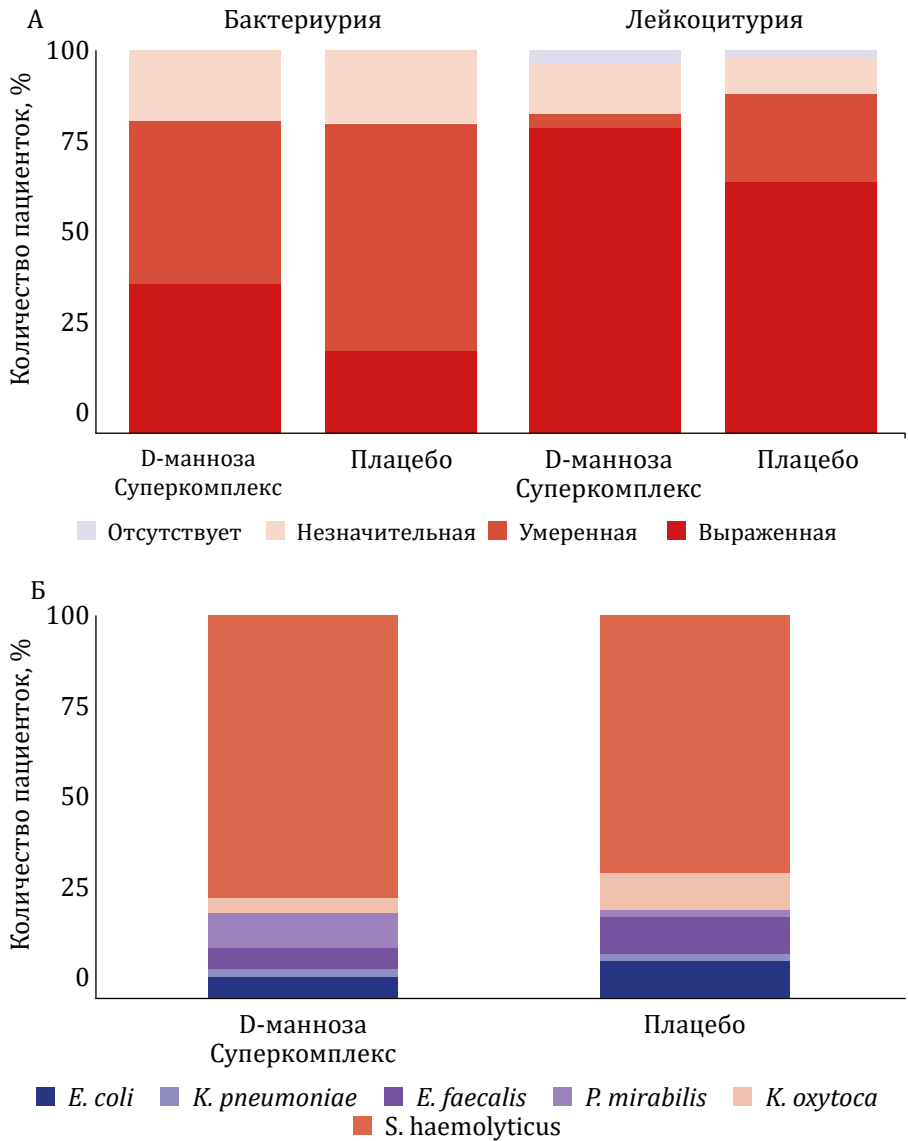 А
Бактериурия Лейкоцитурия
Количество пациенток, %
100
75
50
25
0
D-манноза Плацебо D-манноза Плацебо
Суперкомплекс Суперкомплекс
Отсутствует Незначительная Умеренная Выраженная
Б
Количество пациенток, %
100
75
50
25
0
D-манноза Плацебо
Суперкомплекс
E. coli K. pneumoniae E. faecalis P. mirabilis K. oxytoca
S. haemolyticus